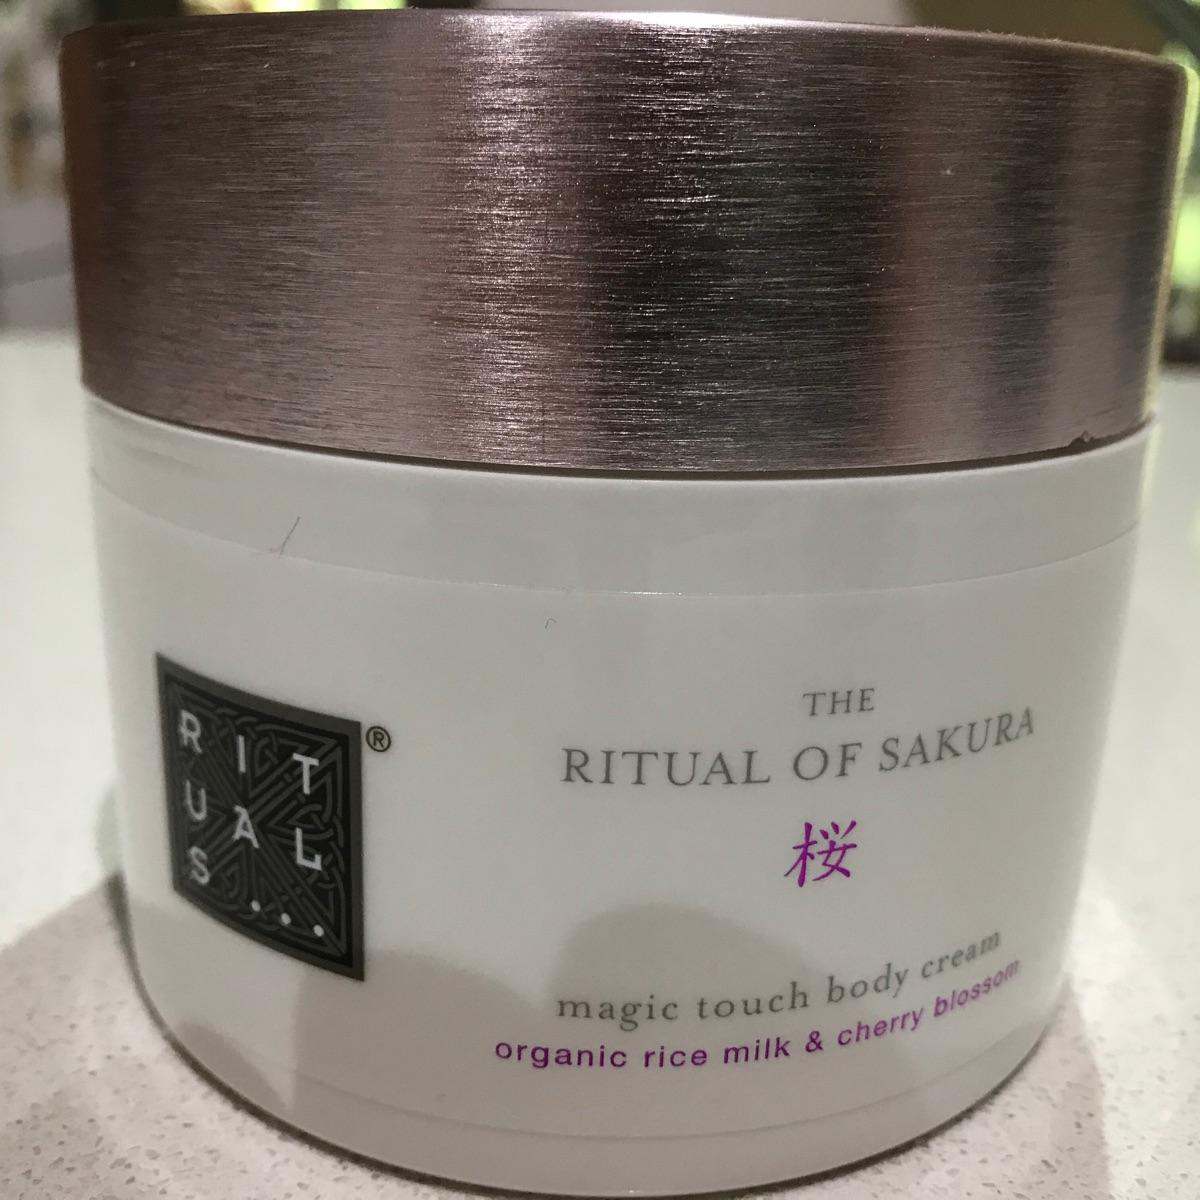 RIT
UAL
S...
®
THE
RITUAL OF SAKURA
桜
magic touch body cream
organic rice milk & cherry blossom